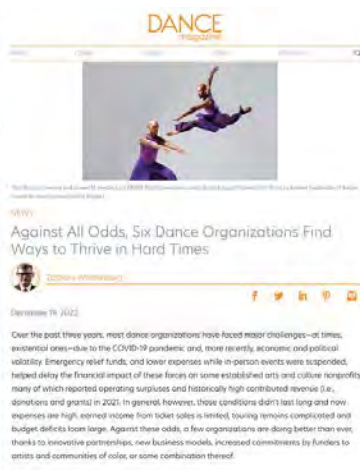 DANCE
magazine
NEWS
Against All Odds, Six Dance Organizations Find
Ways to Thrive in Hard Times
December 19, 2022
Over the past three years, most dance organizations have faced major challenges—at times,
existential ones—due to the COVID-19 pandemic and, more recently, economic and political
volatility. Emergency relief funds, and lower expenses while in-person events were suspended,
helped delay the financial impact of these forces on some established arts and culture nonprofits,
many of which reported operating surpluses and historically high contributed revenue (i.e.,
donations and grants) in 2021. In general, however, those conditions didn't last long and now
expenses are high, earned income from ticket sales is limited, touring remains complicated and
budget deficits loom large. Against these odds, a few organizations are doing better than ever,
thanks to innovative partnerships, new business models, increased commitments by funders to
artists and communities of color, or some combination thereof.